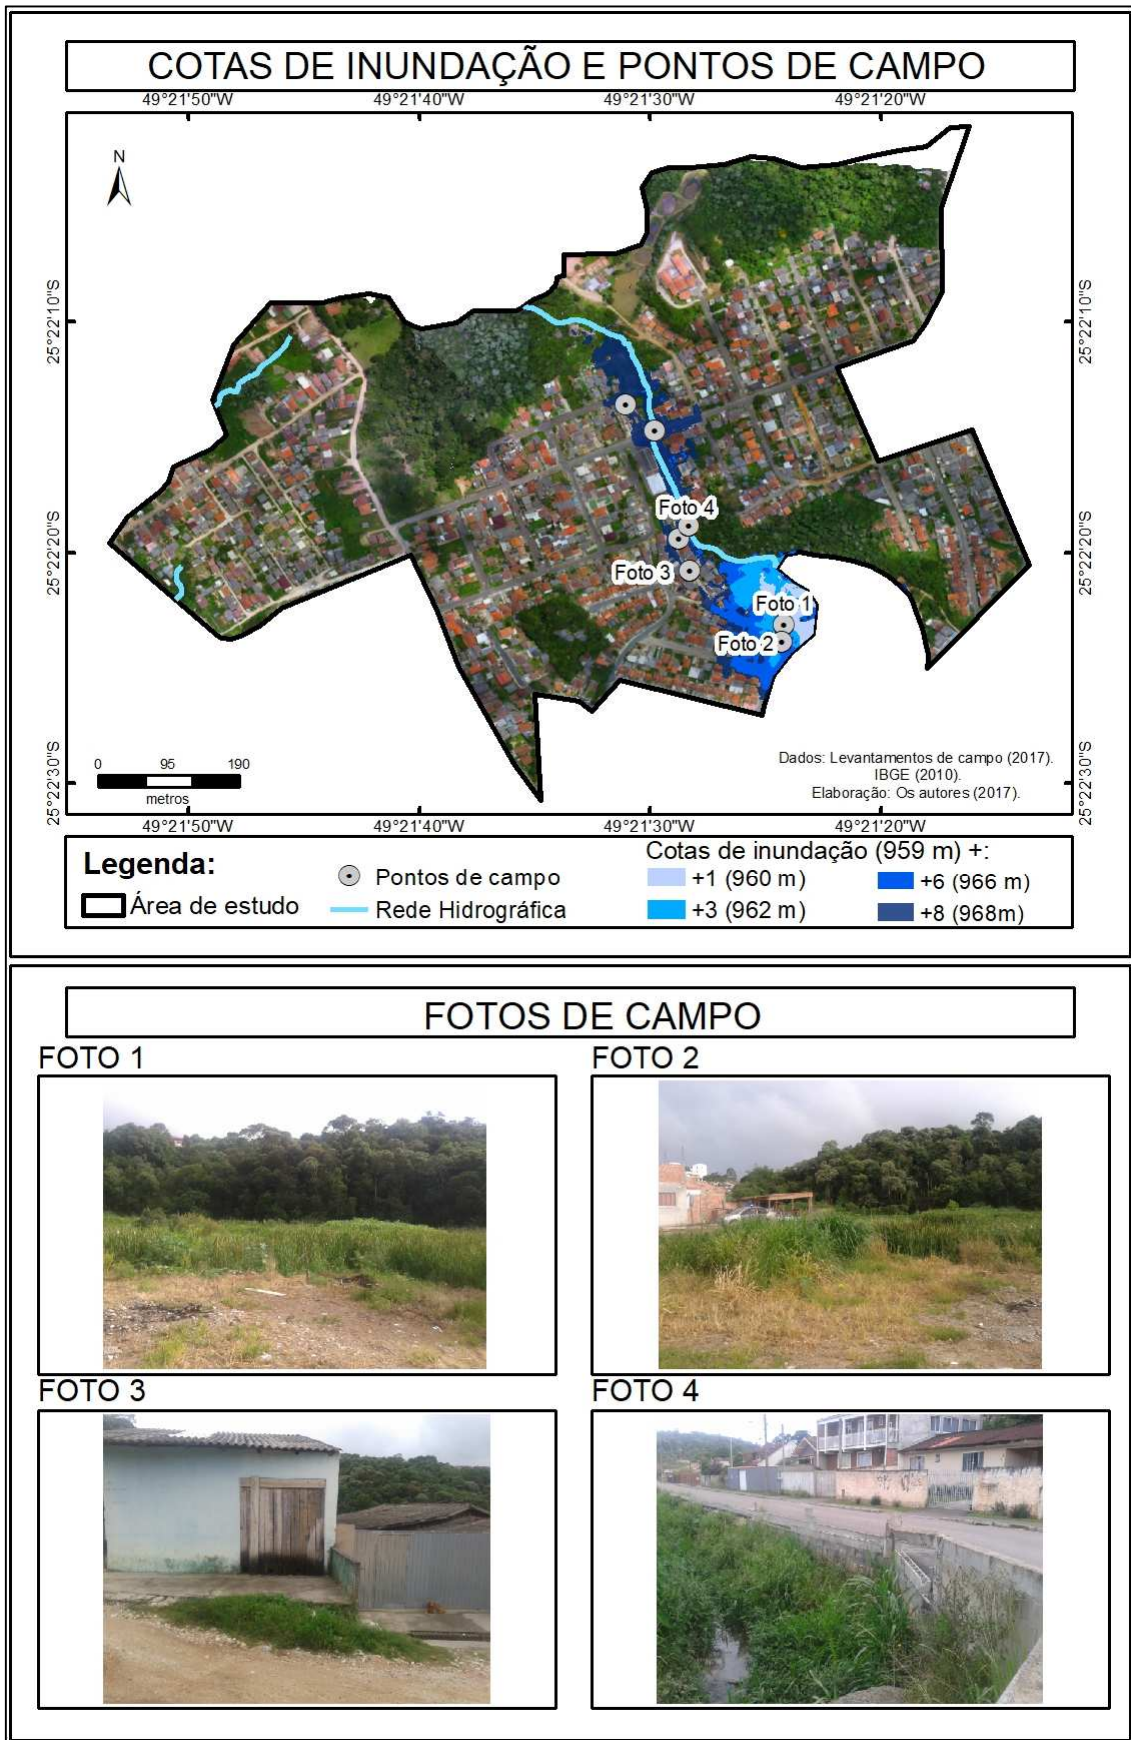 COTAS DE INUNDAÇÃO E PONTOS DE CAMPO
49°21'50"W 49°21'40"W 49°21'30"W 49°21'20"W
N
25°22'10"S 25°22'10"S
25°22'20"S 25°22'20"S
25°22'30"S 25°22'30"S
Foto 4
Foto 3
Foto 1
Foto 2
0 95 190
metros
Dados: Levantamentos de campo (2017).
IBGE (2010).
Elaboração: Os autores (2017).
49°21'50"W 49°21'40"W 49°21'30"W 49°21'20"W
Legenda:
Área de estudo
Pontos de campo
Rede Hidrográfica
Cotas de inundação (959 m) +:
+1 (960 m) +6 (966 m)
+3 (962 m) +8 (968m)
FOTOS DE CAMPO
FOTO 1 FOTO 2
FOTO 3 FOTO 4